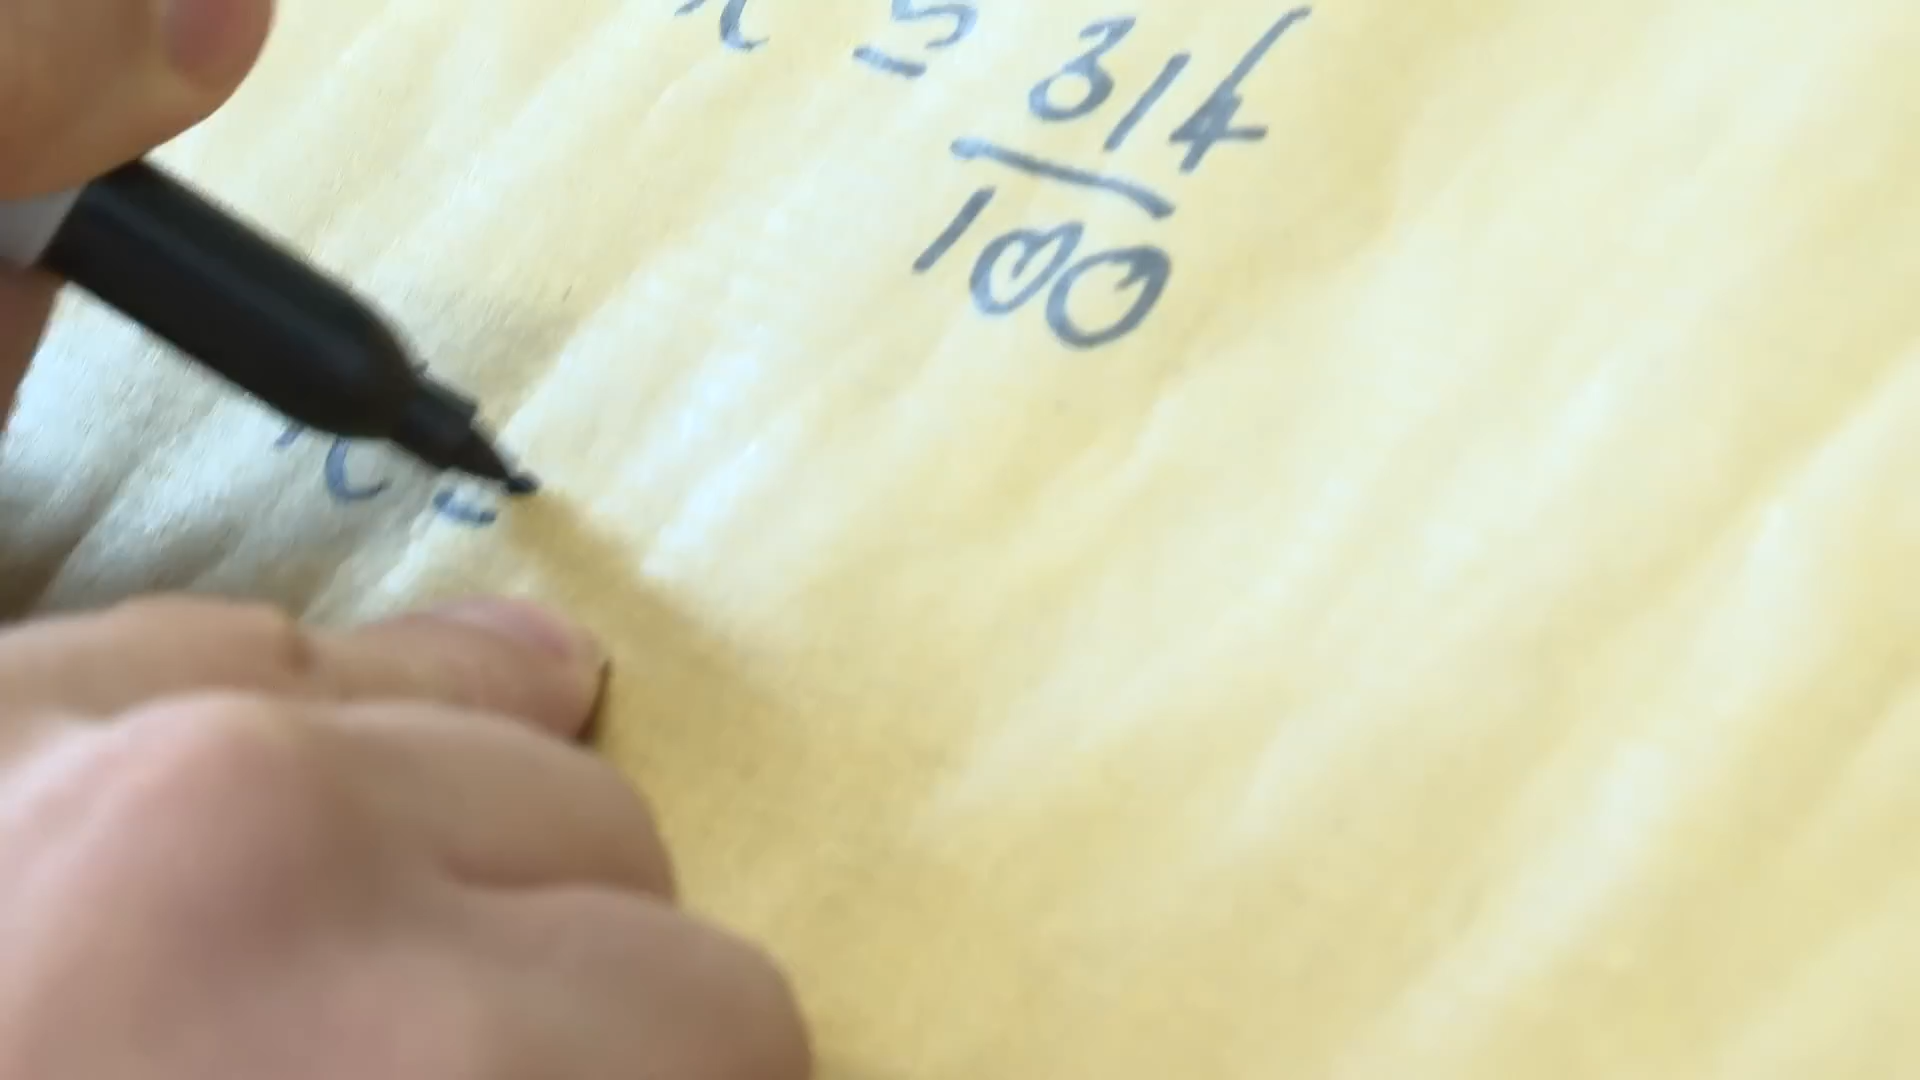 π ≅ 314
100
π =